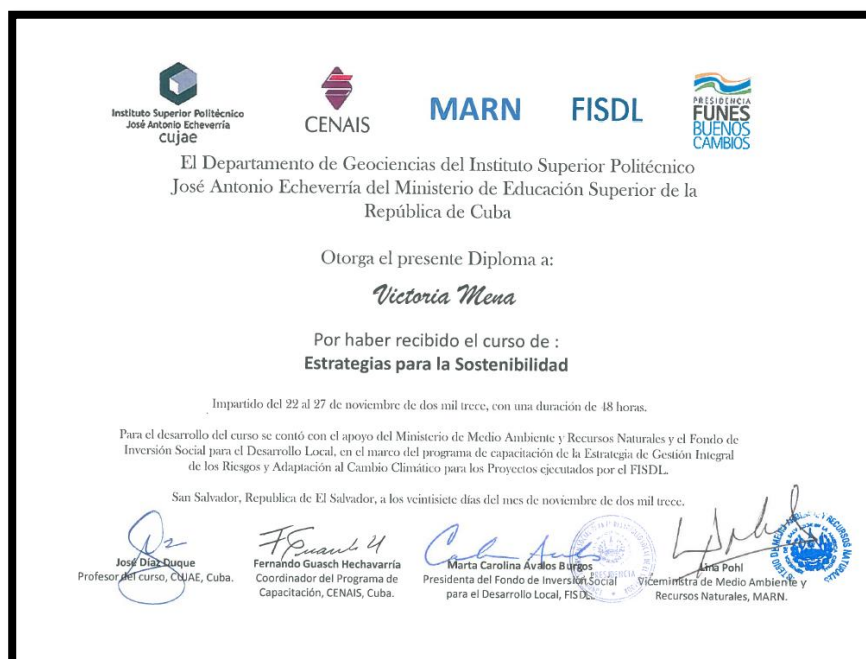 Instituto Superior Politécnico
José Antonio Echeverría
cujae
CENAIS
MARN
FISDL
PRESIDENCIA
FUNES
BUENOS
CAMBIOS
El Departamento de Geociencias del Instituto Superior Politécnico
José Antonio Echeverría del Ministerio de Educación Superior de la
República de Cuba
Otorga el presente Diploma a:
Victoria Mena
Por haber recibido el curso de :
Estrategias para la Sostenibilidad
Impartido del 22 al 27 de noviembre de dos mil trece, con una duración de 48 horas.
Para el desarrollo del curso se contó con el apoyo del Ministerio de Medio Ambiente y Recursos Naturales y el Fondo de
Inversión Social para el Desarrollo Local, en el marco del programa de capacitación de la Estrategia de Gestión Integral
de los Riesgos y Adaptación al Cambio Climático para los Proyectos ejecutados por el FISDL.
San Salvador, Republica de El Salvador, a los veintisiete días del mes de noviembre de dos mil trece.
José Díaz Duque
Profesor del curso, CUJAE, Cuba.
Fernando Guasch Hechavarría
Coordinador del Programa de
Capacitación, CENAIS, Cuba.
Marta Carolina Ávalos Burgos
Presidenta del Fondo de Inversión Social
para el Desarrollo Local, FISDL.
PRESIDENCIA
Lina Pohl
Viceministra de Medio Ambiente y
Recursos Naturales, MARN.